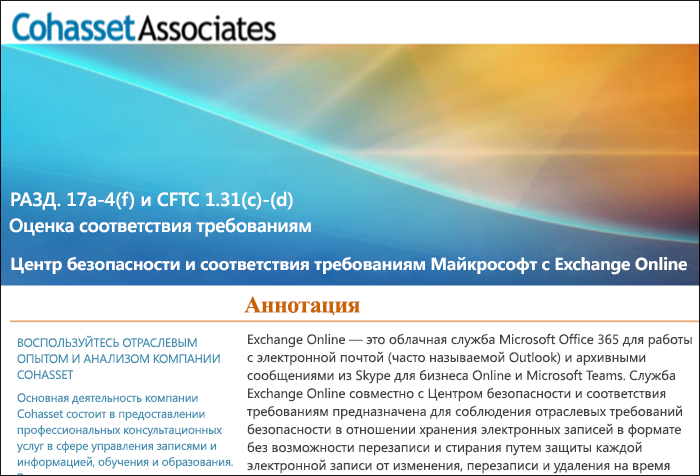 Cohasset Associates
РАЗД. 17a-4(f) и CFTC 1.31(c)-(d)
Оценка соответствия требованиям
Центр безопасности и соответствия требованиям Майкрософт с Exchange Online
Аннотация
ВОСПОЛЬЗУЙТЕСЬ ОТРАСЛЕВЫМ
ОПЫТОМ И АНАЛИЗОМ КОМПАНИИ
COHASSET
Основная деятельность компании
Cohasset состоит в предоставлении
профессиональных консультационных
услуг в сфере управления записями и
информацией, обучения и образования.
Exchange Online — это облачная служба Microsoft Office 365 для работы
с электронной почтой (часто называемой Outlook) и архивными
сообщениями из Skype для бизнеса Online и Microsoft Teams. Служба
Exchange Online совместно с Центром безопасности и соответствия
требованиям предназначена для соблюдения отраслевых требований
безопасности в отношении хранения электронных записей в формате
без возможности перезаписи и стирания путем защиты каждой
электронной записи от изменения, перезаписи и удаления на время